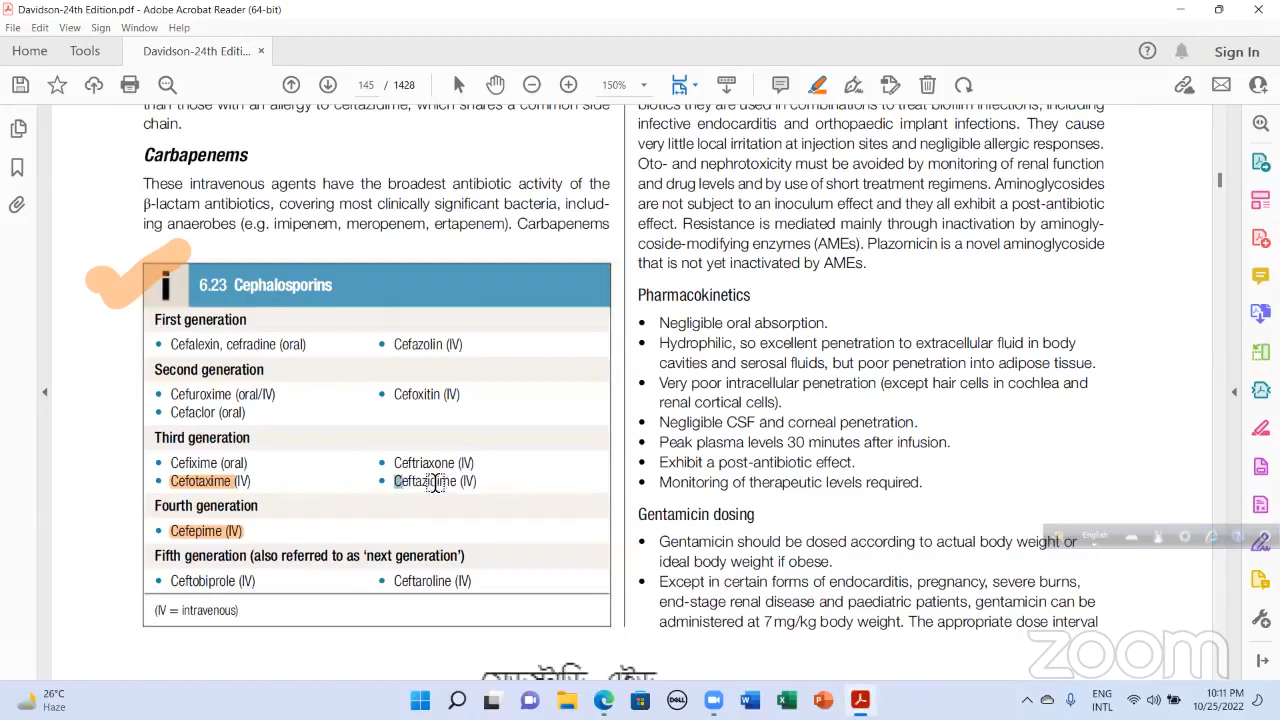 Davidson-24th Edition.pdf - Adobe Acrobat Reader (64-bit)
File Edit View Sign Window Help
Home Tools Davidson-24th Editi... × Sign In
145 / 1428 150%
than those with an allergy to ceftazidime, which shares a common side
chain.
Carbapenems
These intravenous agents have the broadest antibiotic activity of the
β-lactam antibiotics, covering most clinically significant bacteria, includ-
ing anaerobes (e.g. imipenem, meropenem, ertapenem). Carbapenems
i 6.23 Cephalosporins
First generation
• Cefalexin, cefradine (oral) • Cefazolin (IV)
Second generation
• Cefuroxime (oral/IV) • Cefoxitin (IV)
• Cefaclor (oral)
Third generation
• Cefixime (oral) • Ceftriaxone (IV)
• Cefotaxime (IV) • Ceftazidime (IV)
Fourth generation
• Cefepime (IV)
Fifth generation (also referred to as ‘next generation’)
• Ceftobiprole (IV) • Ceftaroline (IV)
(IV = intravenous)
biotics they are used in combinations to treat biofilm infections, including
infective endocarditis and orthopaedic implant infections. They cause
very little local irritation at injection sites and negligible allergic responses.
Oto- and nephrotoxicity must be avoided by monitoring of renal function
and drug levels and by use of short treatment regimens. Aminoglycosides
are not subject to an inoculum effect and they all exhibit a post-antibiotic
effect. Resistance is mediated mainly through inactivation by aminogly-
coside-modifying enzymes (AMEs). Plazomicin is a novel aminoglycoside
that is not yet inactivated by AMEs.
Pharmacokinetics
• Negligible oral absorption.
• Hydrophilic, so excellent penetration to extracellular fluid in body
cavities and serosal fluids, but poor penetration into adipose tissue.
• Very poor intracellular penetration (except hair cells in cochlea and
renal cortical cells).
• Negligible CSF and corneal penetration.
• Peak plasma levels 30 minutes after infusion.
• Exhibit a post-antibiotic effect.
• Monitoring of therapeutic levels required.
Gentamicin dosing
English
• Gentamicin should be dosed according to actual body weight or
ideal body weight if obese.
• Except in certain forms of endocarditis, pregnancy, severe burns,
end-stage renal disease and paediatric patients, gentamicin can be
administered at 7 mg/kg body weight. The appropriate dose interval
zoom
26°C
Haze
DELL
ENG
INTL
10:11 PM
10/25/2022